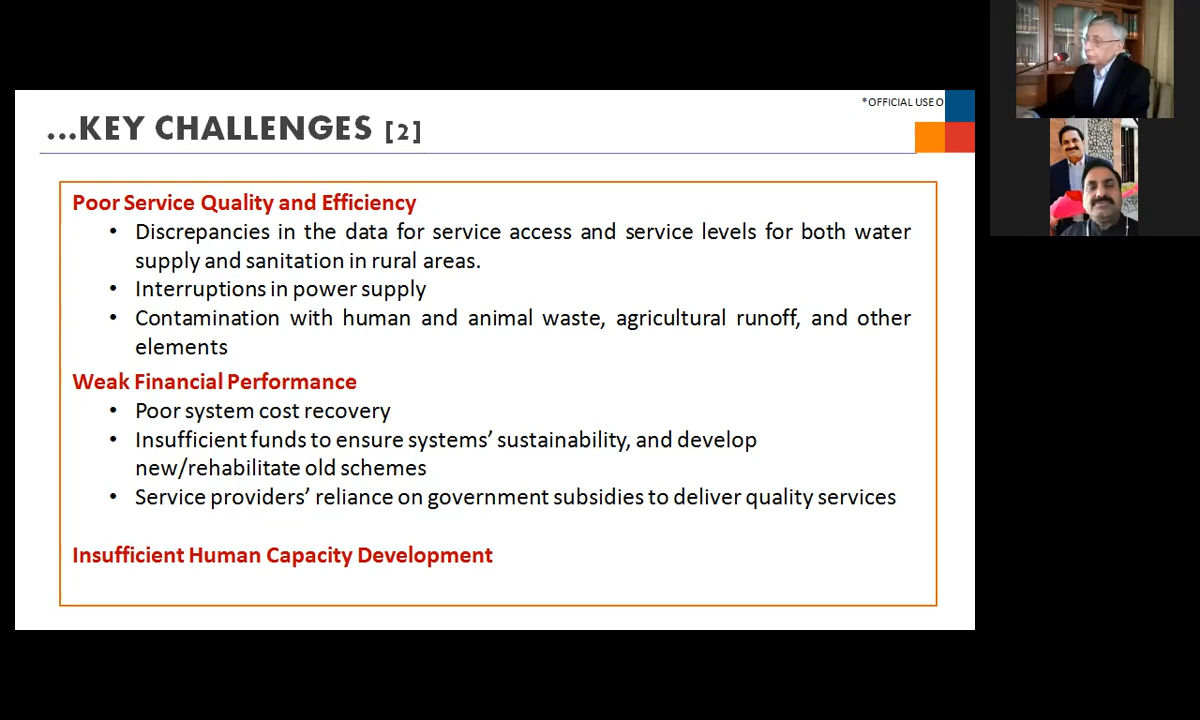 *OFFICIAL USE O
...KEY CHALLENGES [2]
Poor Service Quality and Efficiency
• Discrepancies in the data for service access and service levels for both water
supply and sanitation in rural areas.
• Interruptions in power supply
• Contamination with human and animal waste, agricultural runoff, and other
elements
Weak Financial Performance
• Poor system cost recovery
• Insufficient funds to ensure systems’ sustainability, and develop
new/rehabilitate old schemes
• Service providers’ reliance on government subsidies to deliver quality services
Insufficient Human Capacity Development